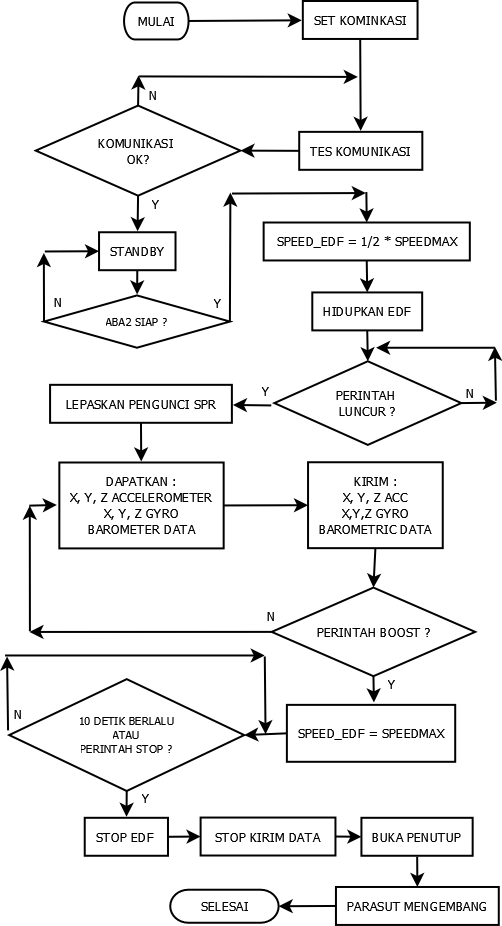 MULAI
SET KOMINKASI
N
KOMUNIKASI
OK?
TES KOMUNIKASI
Y
STANDBY
SPEED_EDF = 1/2 * SPEEDMAX
N
Y
ABA2 SIAP ?
HIDUPKAN EDF
LEPASKAN PENGUNCI SPR
Y
PERINTAH
LUNCUR ?
N
DAPATKAN :
X, Y, Z ACCELEROMETER
X, Y, Z GYRO
BAROMETER DATA
KIRIM :
X, Y, Z ACC
X,Y,Z GYRO
BAROMETRIC DATA
N
PERINTAH BOOST ?
Y
N
10 DETIK BERLALU
ATAU
PERINTAH STOP ?
SPEED_EDF = SPEEDMAX
Y
STOP EDF
STOP KIRIM DATA
BUKA PENUTUP
SELESAI
PARASUT MENGEMBANG